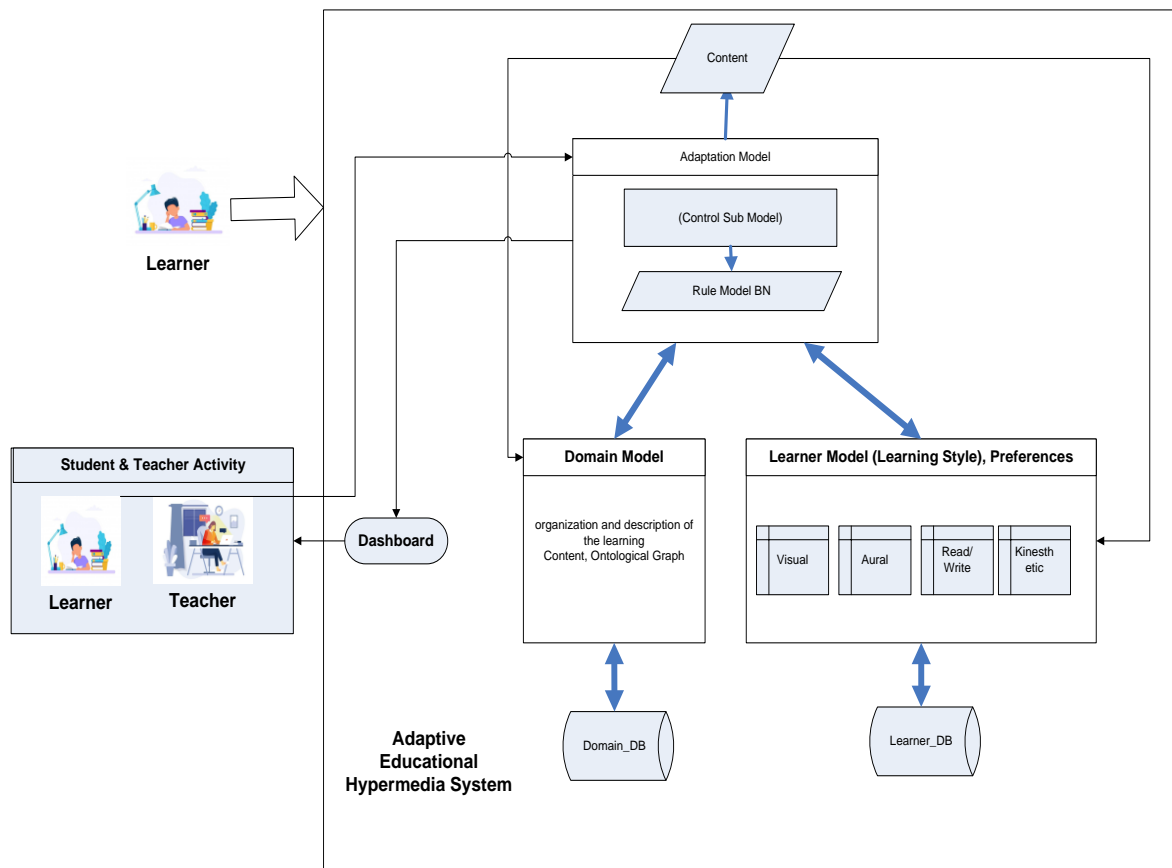 Content
Adaptation Model
(Control Sub Model)
Rule Model BN
Learner
Student & Teacher Activity
Learner
Teacher
Dashboard
Domain Model
organization and description of
the learning
Content, Ontological Graph
Learner Model (Learning Style), Preferences
Visual
Aural
Read/
Write
Kinesth
etic
Adaptive
Educational
Hypermedia System
Domain_DB
Learner_DB